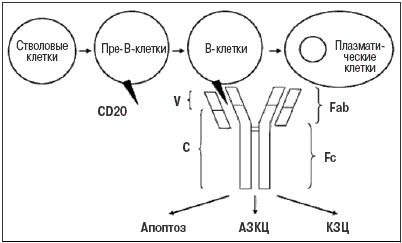 Стволовые
клетки
Пре-В-клетки
В-клетки
Плазмати-
ческие
клетки
CD20
V
Fab
C
Fc
Апоптоз
АЗКЦ
КЗЦ